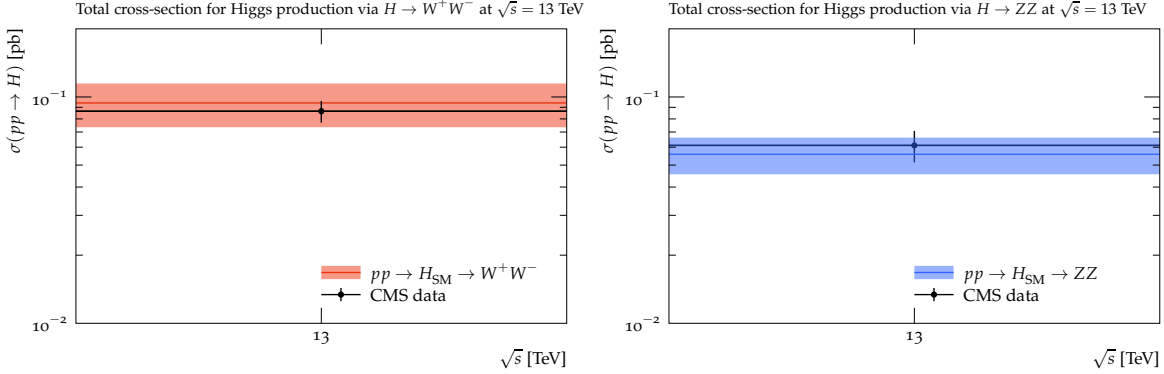 Total cross-section for Higgs production via H → W⁺W⁻ at √s = 13 TeV
σ(pp → H) [pb]
10⁻¹
10⁻²
pp → H_SM → W⁺W⁻
CMS data
13
√s [TeV]
Total cross-section for Higgs production via H → ZZ at √s = 13 TeV
σ(pp → H) [pb]
10⁻¹
10⁻²
pp → H_SM → ZZ
CMS data
13
√s [TeV]